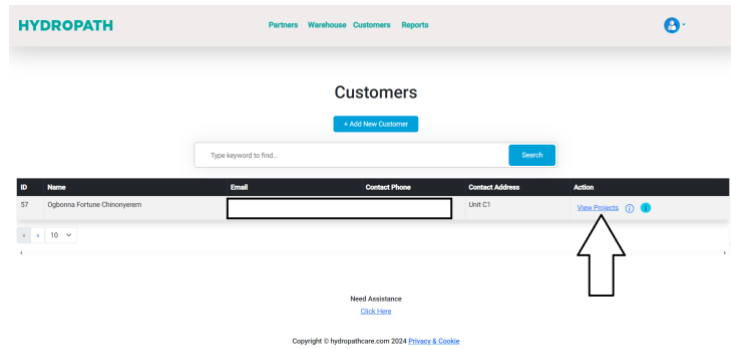 HYDROPATH
Partners Warehouse Customers Reports
Customers
+ Add New Customer
Type keyword to find...
Search
ID Name Email Contact Phone Contact Address Action
57 Ogbonna Fortune Chinonyerem Unit C1 View Projects
« » 10
Need Assistance
Click Here
Copyright © hydropathcare.com 2024 Privacy & Cookie